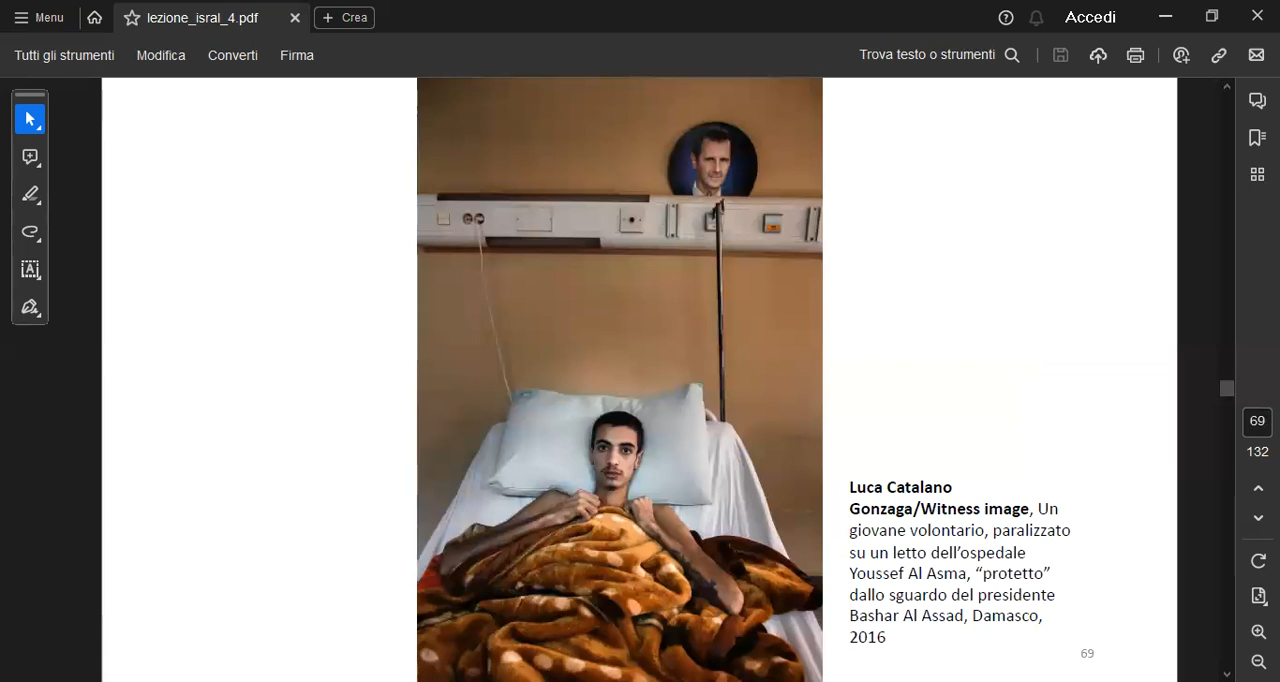 Menu
lezione_isral_4.pdf
Crea
Accedi
Tutti gli strumenti
Modifica
Converti
Firma
Trova testo o strumenti
69
132
Luca Catalano
Gonzaga/Witness image, Un
giovane volontario, paralizzato
su un letto dell’ospedale
Youssef Al Asma, “protetto”
dallo sguardo del presidente
Bashar Al Assad, Damasco,
2016
69